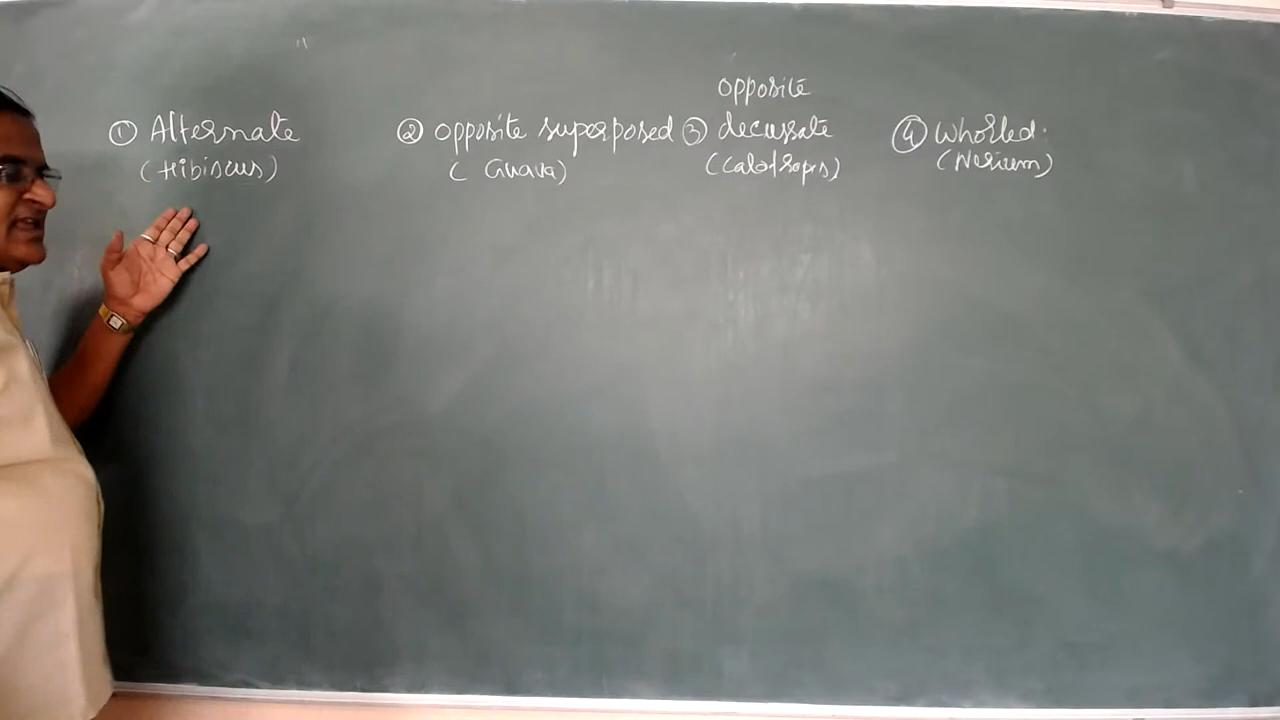 ① Alternate
(Hibiscus)
② opposite superposed
(Guava)
opposite
③ decussate
(Calotropis)
④ Whorled.
(Nerium)